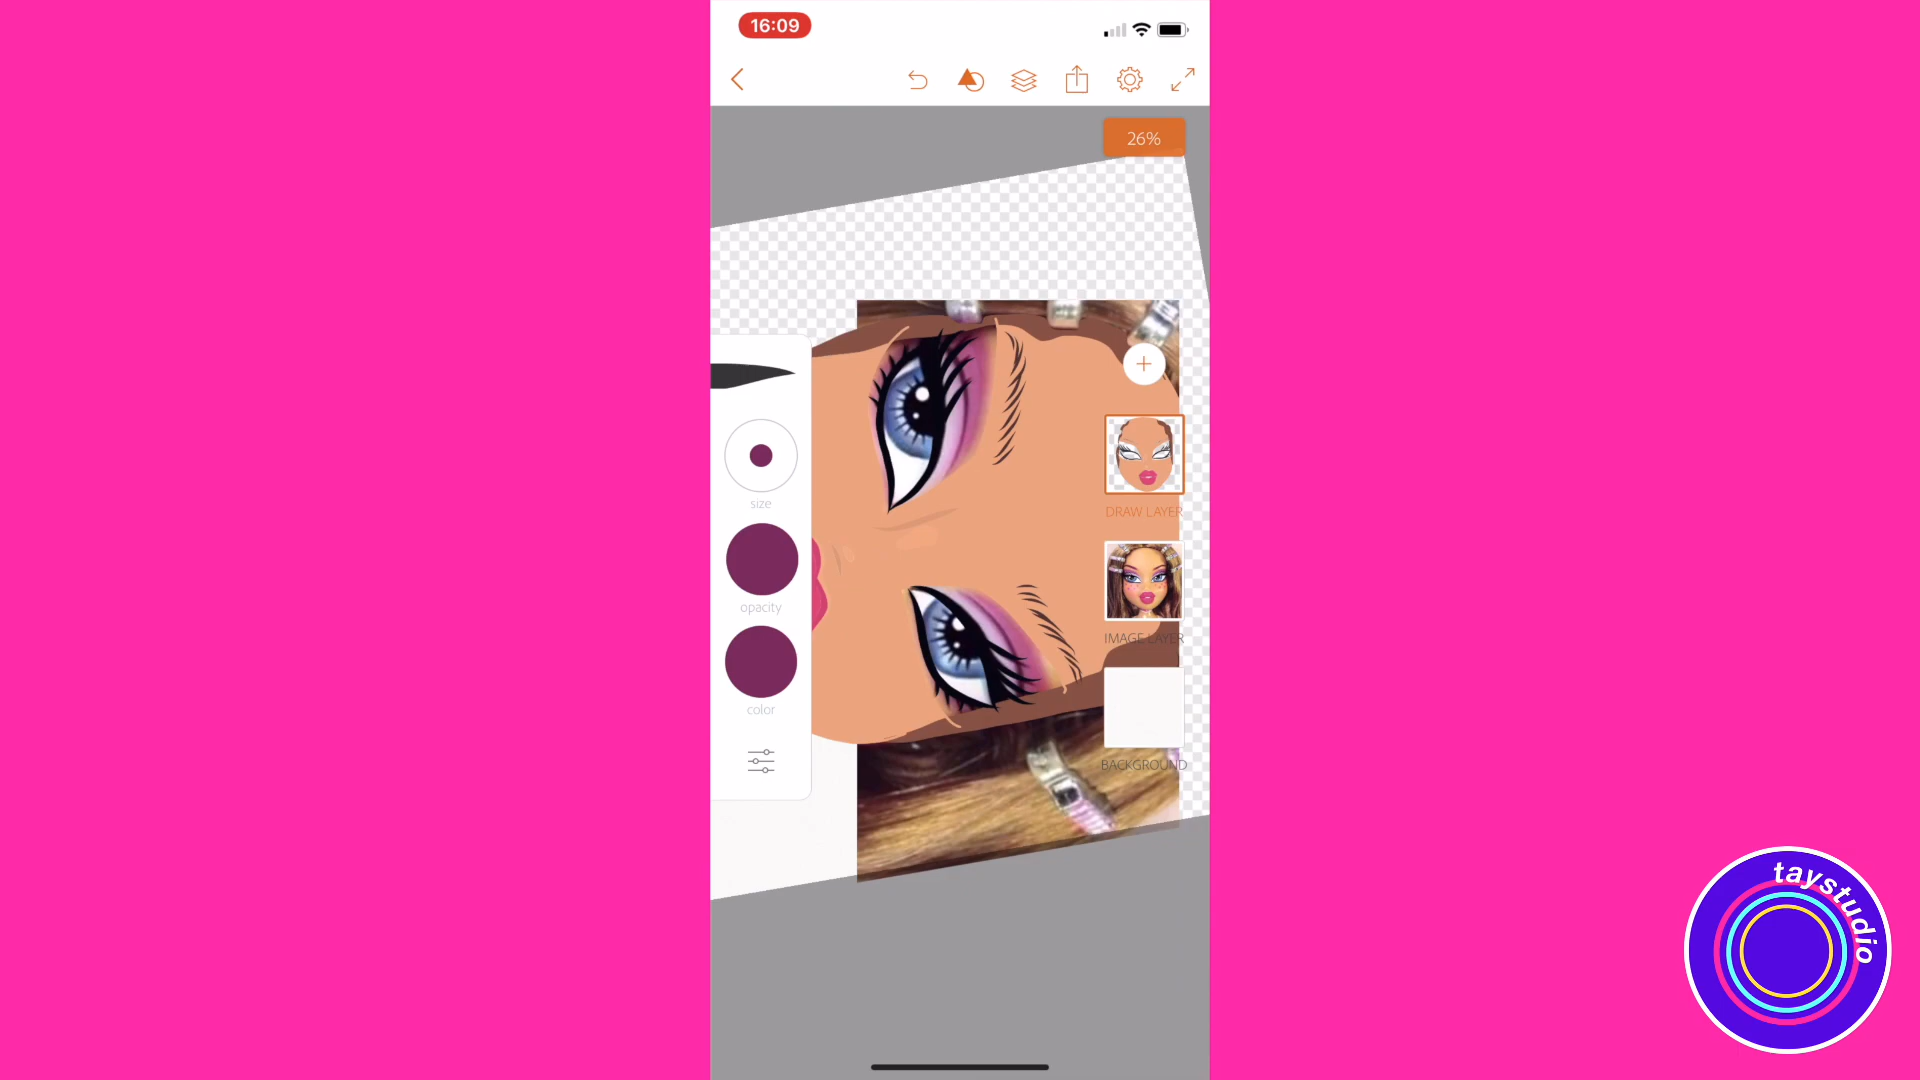 16:09
26%
size
DRAW LAYER
opacity
IMAGE LAYER
color
BACKGROUND
taystudio